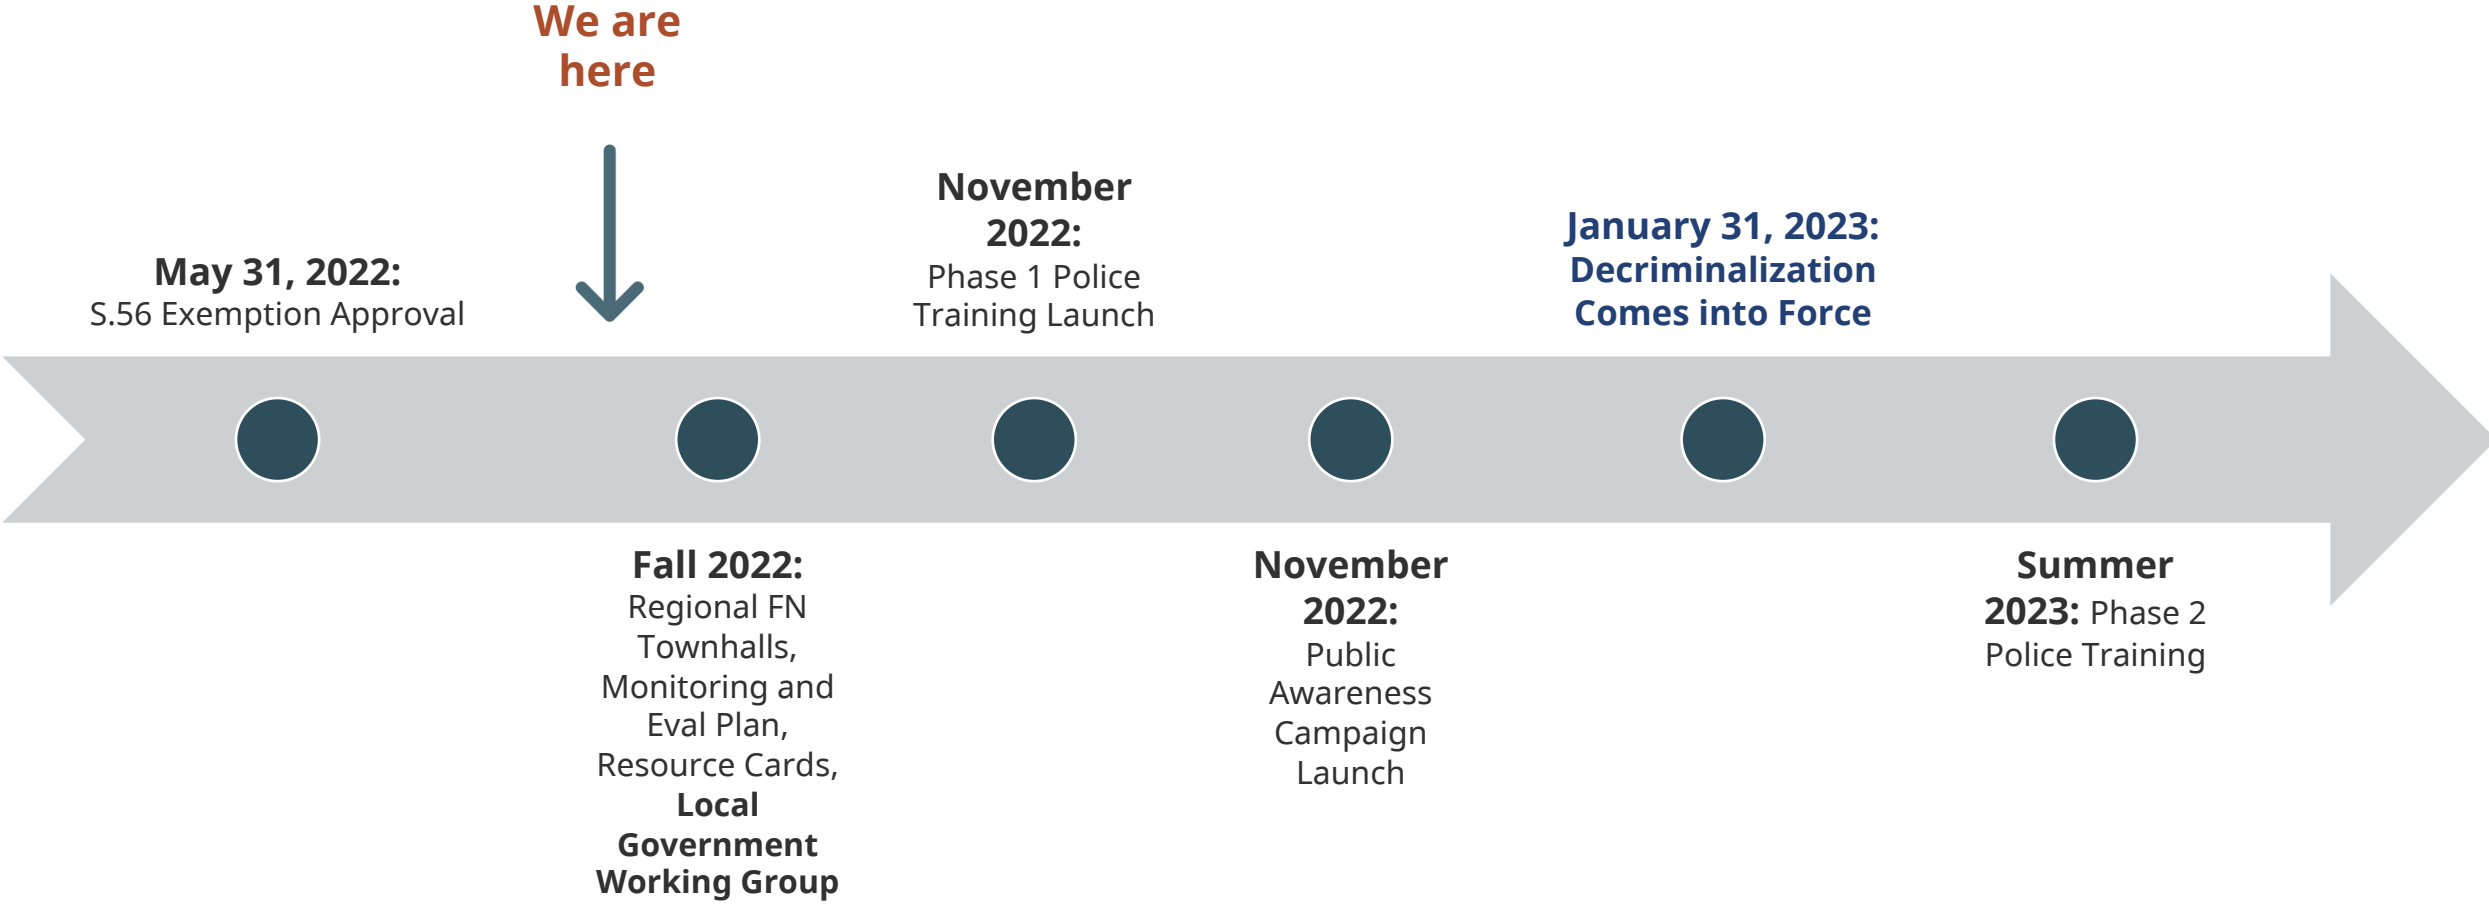 We are
here
May 31, 2022:
S.56 Exemption Approval
November
2022:
Phase 1 Police
Training Launch
January 31, 2023:
Decriminalization
Comes into Force
Fall 2022:
Regional FN
Townhalls,
Monitoring and
Eval Plan,
Resource Cards,
Local
Government
Working Group
November
2022:
Public
Awareness
Campaign
Launch
Summer
2023: Phase 2
Police Training